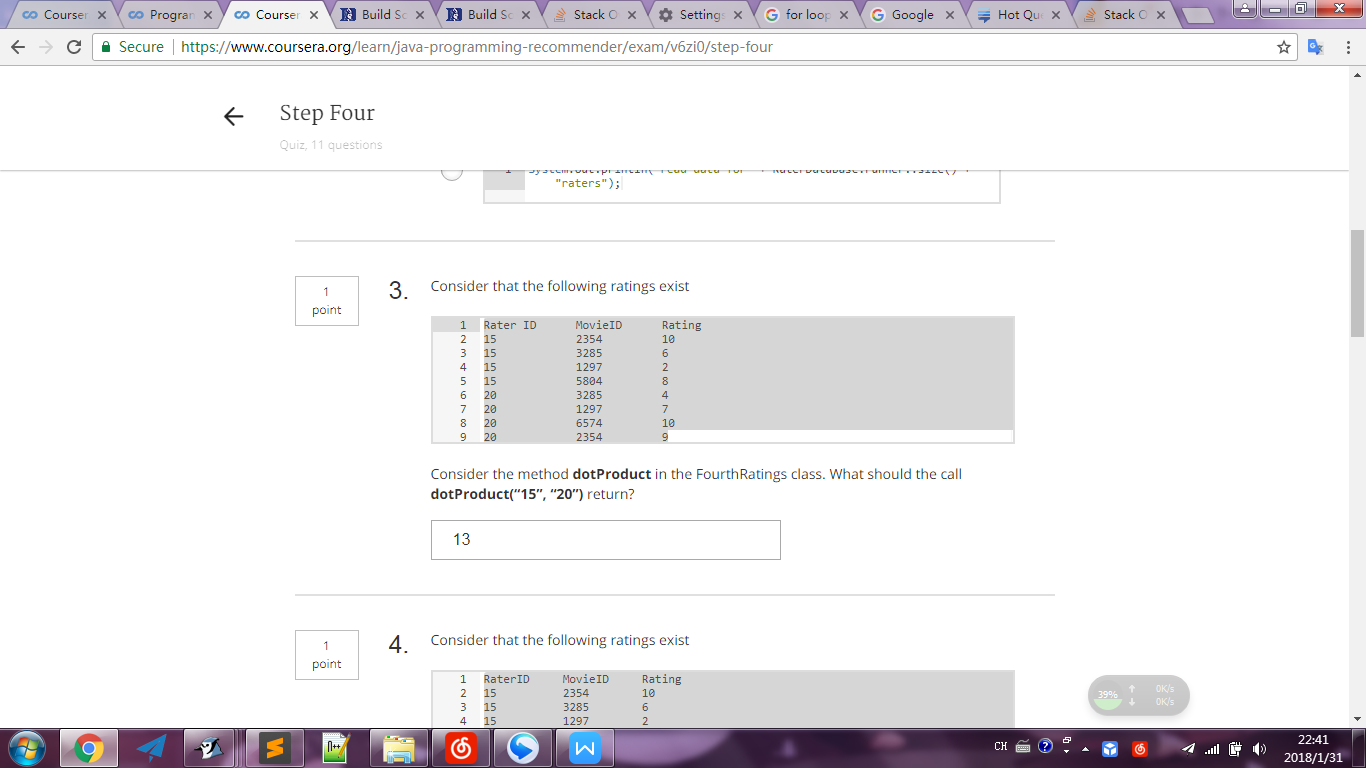 Courser
Program
Courser
Build Sc
Build Sc
Stack O
Settings
for loop
Google
Hot Qu
Stack O
Secure
https://www.coursera.org/learn/java-programming-recommender/exam/v6zi0/step-four
Step Four
Quiz, 11 questions
"raters");
1 point
3. Consider that the following ratings exist
1 Rater ID MovieID Rating
2 15 2354 10
3 15 3285 6
4 15 1297 2
5 15 5804 8
6 20 3285 4
7 20 1297 7
8 20 6574 10
9 20 2354 9
Consider the method dotProduct in the FourthRatings class. What should the call
dotProduct(“15”, “20”) return?
13
1 point
4. Consider that the following ratings exist
1 RaterID MovieID Rating
2 15 2354 10
3 15 3285 6
4 15 1297 2
39%
0K/s
0K/s
CH
22:41
2018/1/31